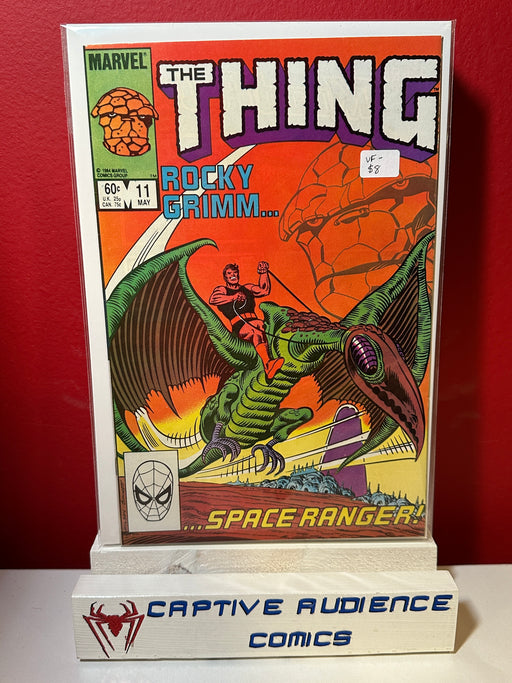 MARVEL
THE THING
© 1984 MARVEL
COMICS GROUP
TM
60¢
U.K. 25p
CAN. 75¢
11
MAY
VF-
$8
ROCKY
GRIMM...
...SPACE RANGER!
CAPTIVE AUDIENCE
COMICS